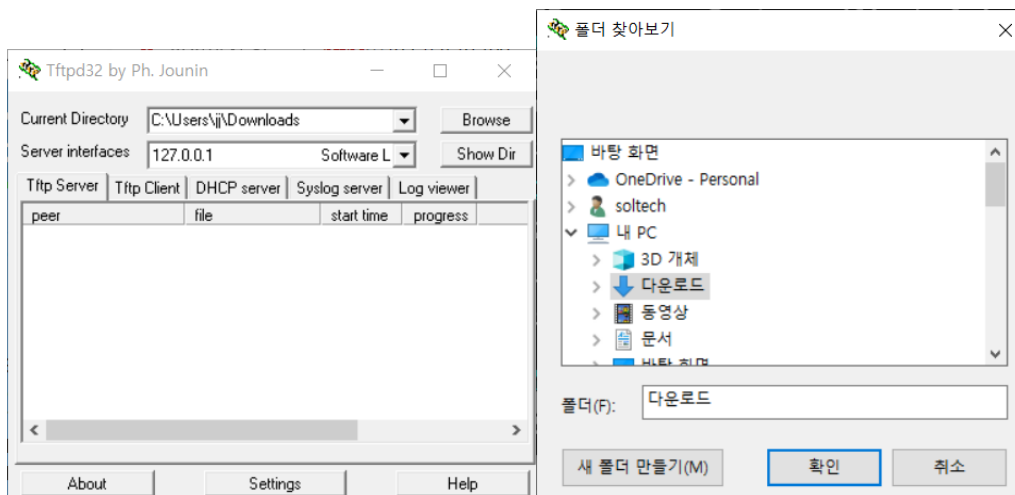 Tftpd32 by Ph. Jounin
Current Directory C:\Users\jj\Downloads Browse
Server interfaces 127.0.0.1 Software L Show Dir
Tftp Server Tftp Client DHCP server Syslog server Log viewer
peer file start time progress
About Settings Help
폴더 찾아보기
바탕 화면
OneDrive - Personal
soltech
내 PC
3D 개체
다운로드
동영상
문서
바탕 화면
폴더(F): 다운로드
새 폴더 만들기(M) 확인 취소